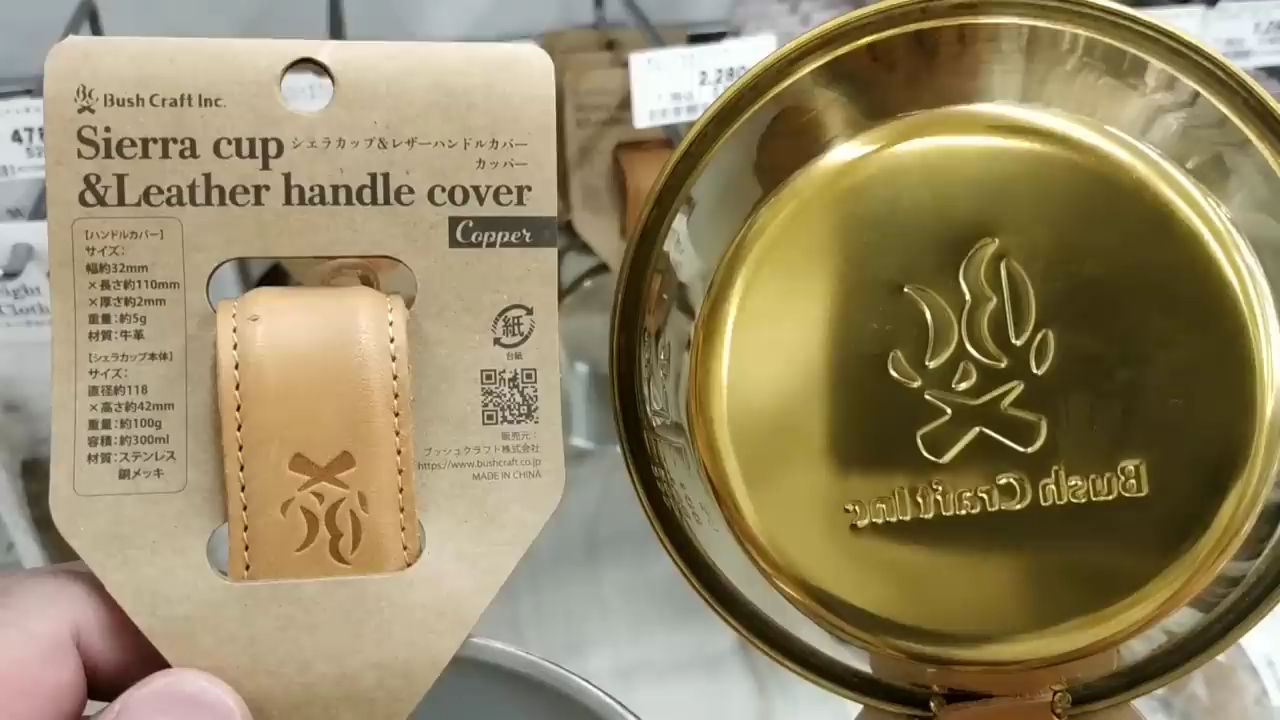 Bush Craft Inc.
Sierra cup シェラカップ&レザーハンドルカバー
カッパー
&Leather handle cover
Copper
【ハンドルカバー】
サイズ:
幅約32mm
×長さ約110mm
×厚さ約2mm
重量:約5g
材質:牛革
【シェラカップ本体】
サイズ:
直径約118
×高さ約42mm
重量:約100g
容積:約300ml
材質:ステンレス
銅メッキ
紙
台紙
販売元:
ブッシュクラフト株式会社
https://www.bushcraft.co.jp
MADE IN CHINA
Bush Craft Inc
2,280